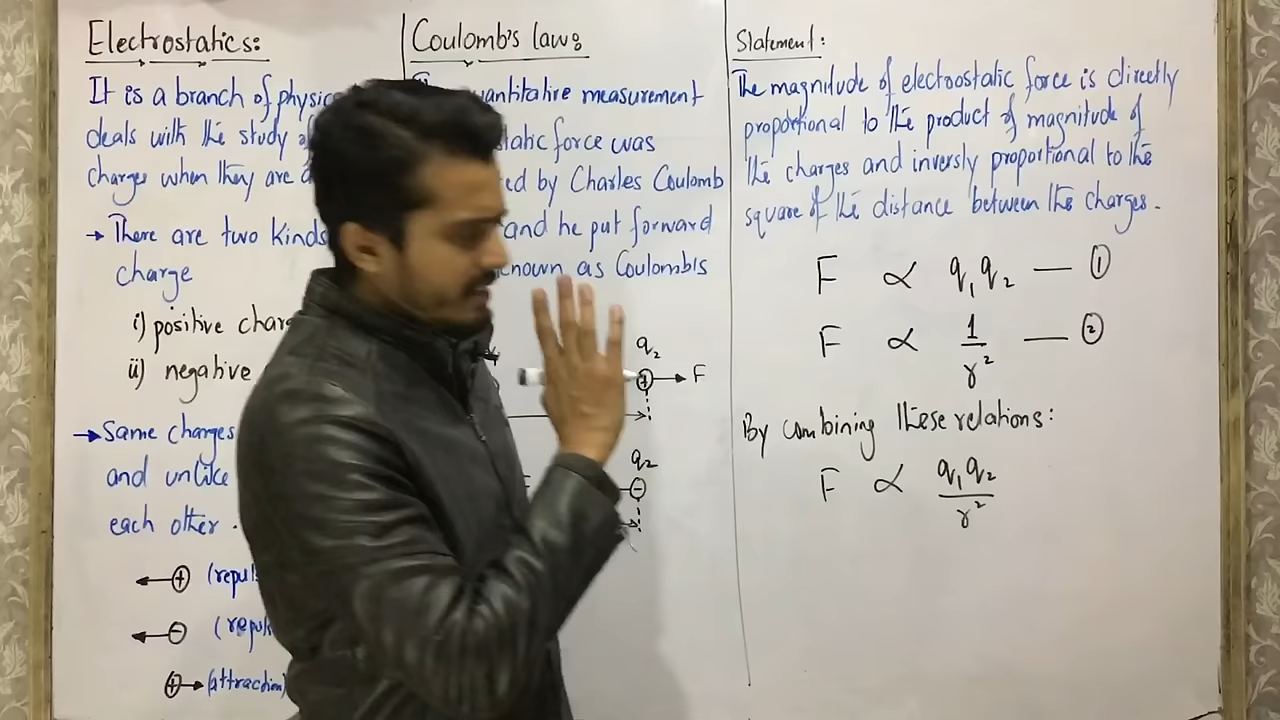 Electrostatics:
It is a branch of physic
deals with the study of
charges when they are a
→ There are two kinds
charge
i) positive char
ii) negative
→ Same charges
and unlike
each other .
⊕ (repul
⊖ (repul
⊕ (attraction)
Coulomb's law:
quantitative measurement
static force was
ed by Charles Coulomb
and he put forward
known as Coulomb's
q₂
⊕ F
q₂
⊖
Statement:
The magnitude of electrostatic force is directly
proportional to the product of magnitude of
the charges and inversly proportional to the
square of the distance between the charges.
F ∝ q₁q₂ — ①
F ∝ 1/r² — ②
By combining these relations:
F ∝ q₁q₂/r²